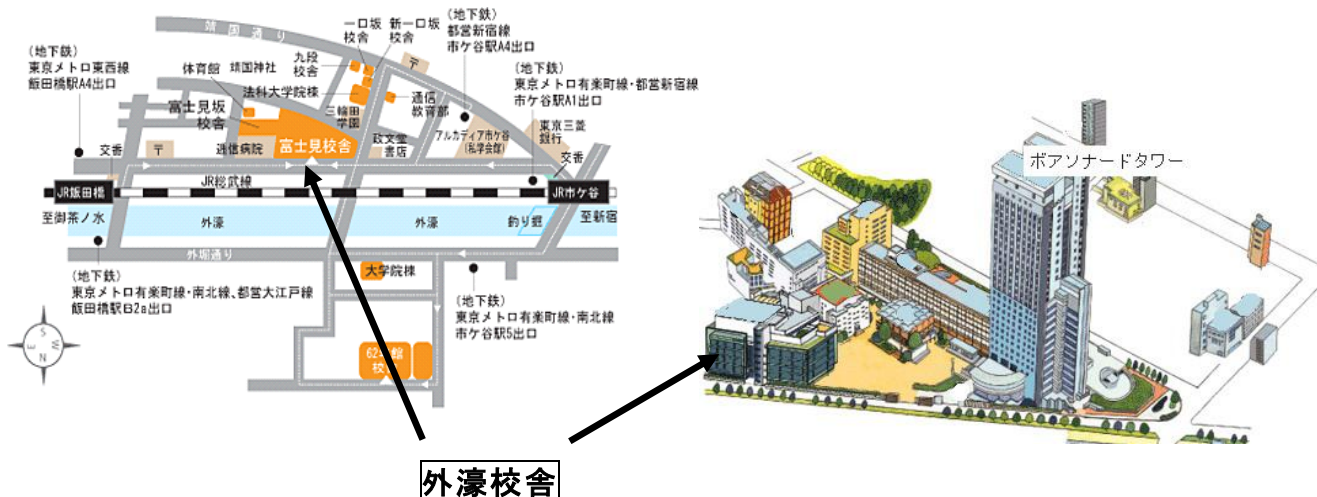 靖国通り
一口坂
校舎
新一口坂
校舎
(地下鉄)
都営新宿線
市ケ谷駅A4出口
(地下鉄)
東京メトロ東西線
飯田橋駅A4出口
体育館
靖国神社
九段
校舎
〒
(地下鉄)
東京メトロ有楽町線・都営新宿線
市ケ谷駅A1出口
法科大学院棟
富士見坂
校舎
三輪田
学園
通信
教育部
東京三菱
銀行
交番
〒
逓信病院
富士見校舎
政文堂
書店
アルカディア市ケ谷
(私学会館)
交番
JR飯田橋
JR総武線
JR市ケ谷
至御茶ノ水
外濠
外濠
釣り堀
至新宿
外堀通り
大学院棟
(地下鉄)
東京メトロ有楽町線・南北線、都営大江戸線
飯田橋駅B2a出口
(地下鉄)
東京メトロ有楽町線・南北線
市ケ谷駅5出口
S
E
W
N
62年館
校舎
ボアソナードタワー
外濠校舎